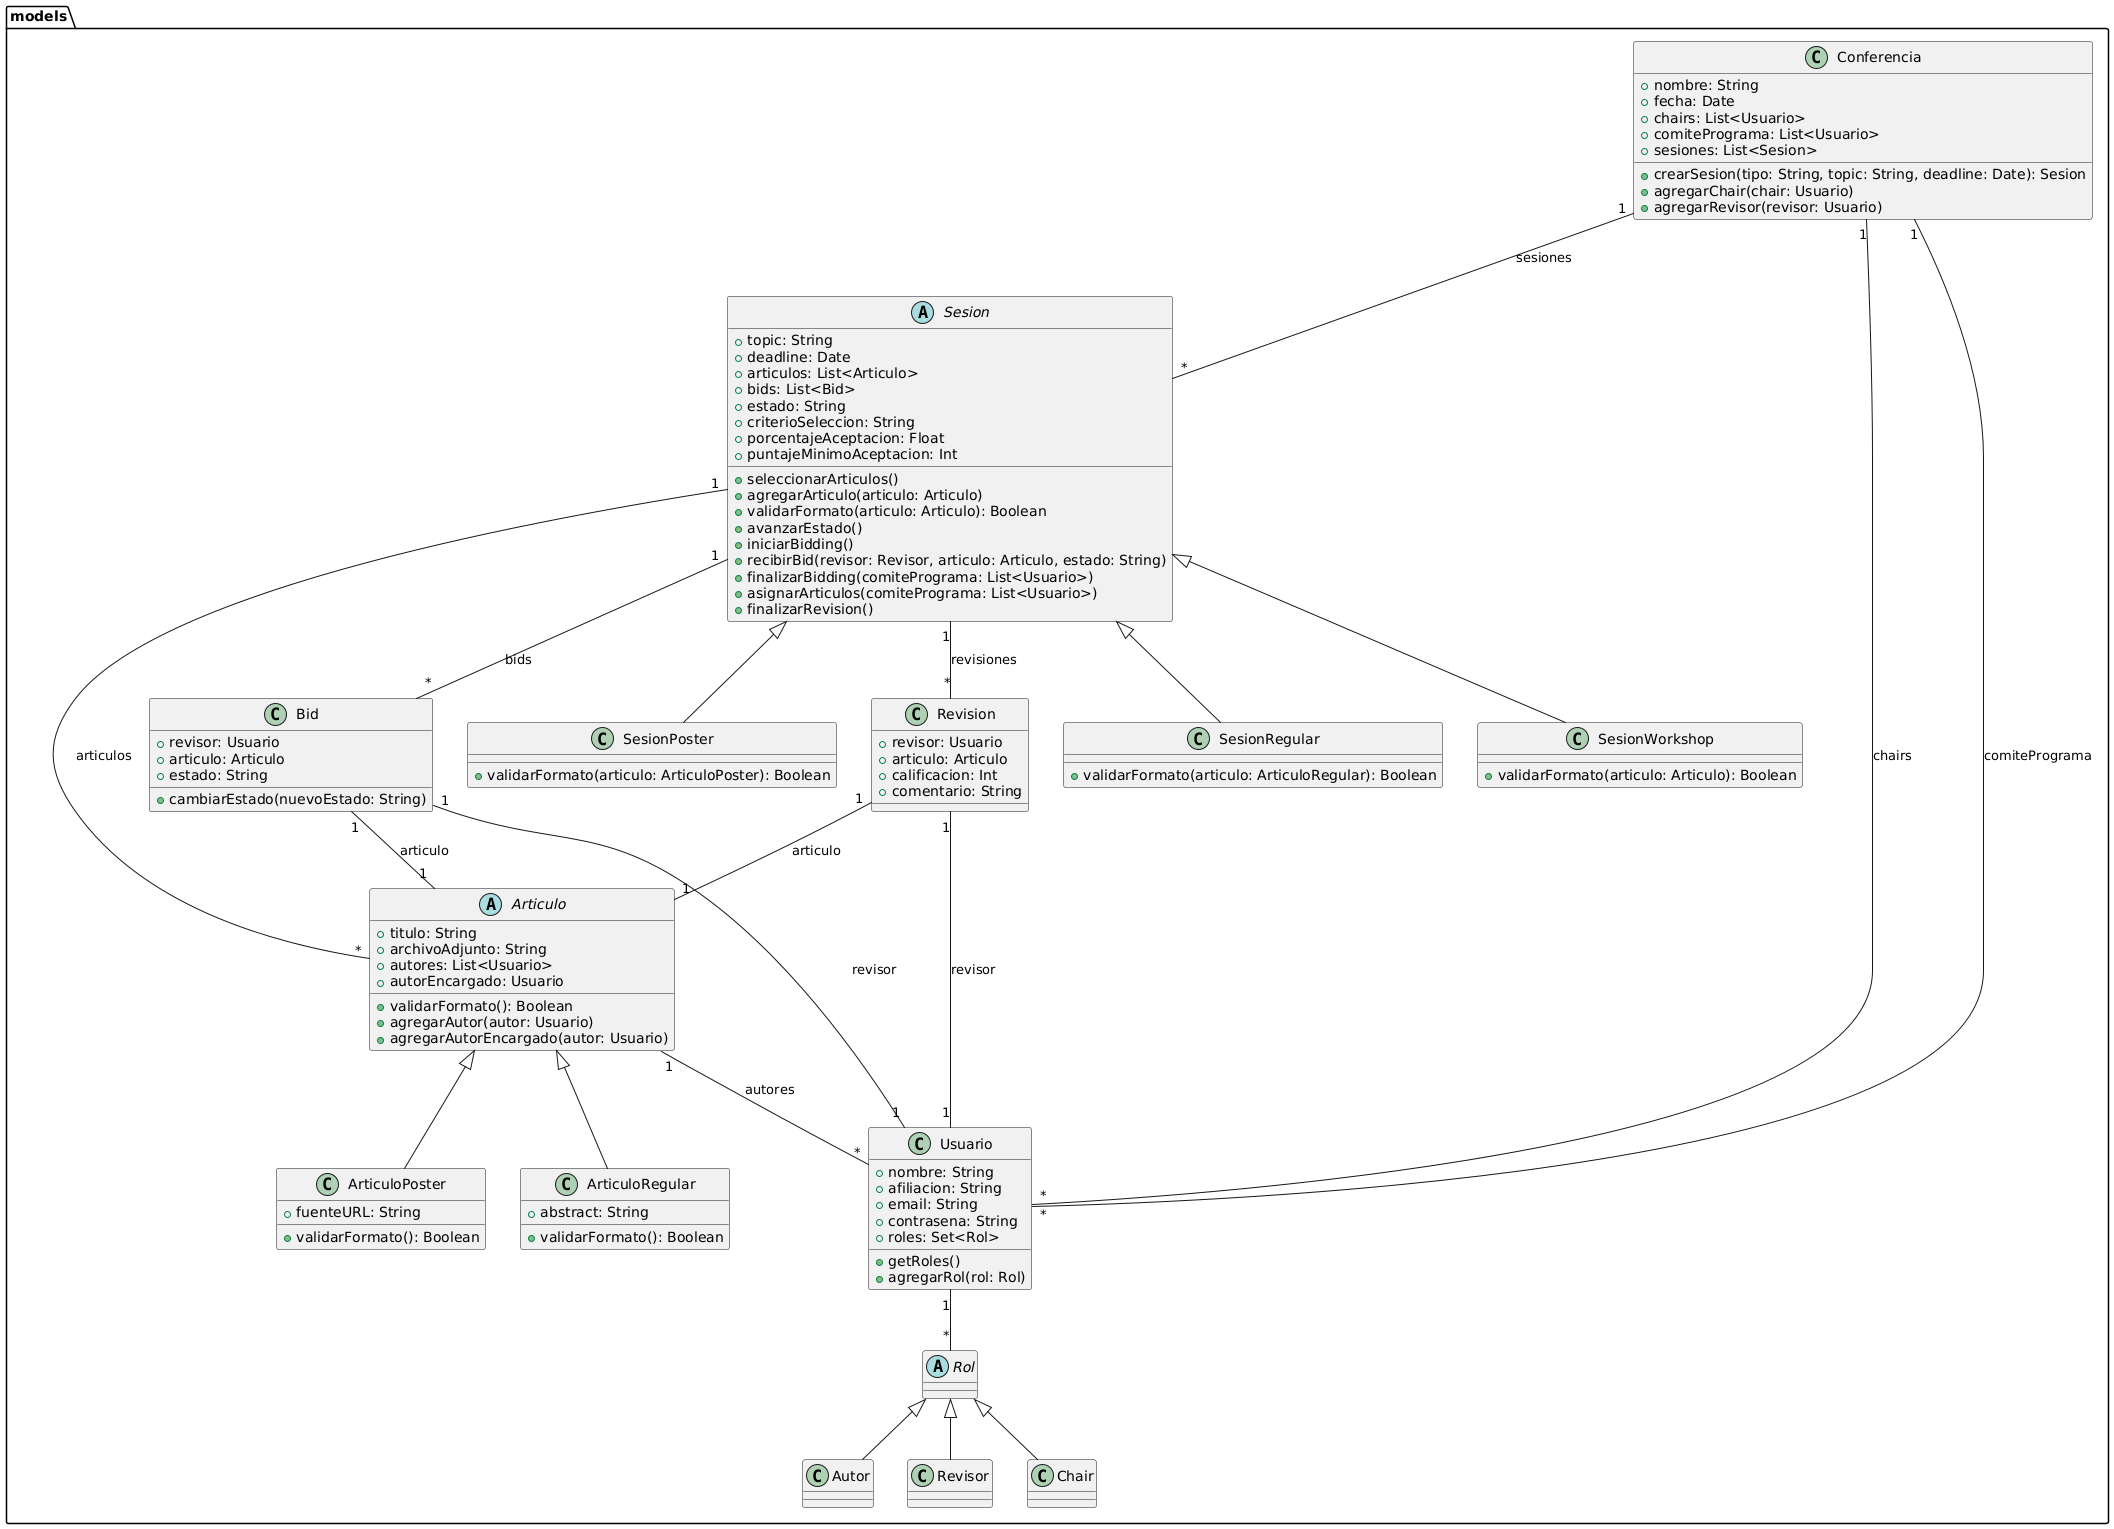 models
C Conferencia
nombre: String
fecha: Date
chairs: List<Usuario>
comitePrograma: List<Usuario>
sesiones: List<Sesion>
crearSesion(tipo: String, topic: String, deadline: Date): Sesion
agregarChair(chair: Usuario)
agregarRevisor(revisor: Usuario)
1
1
1
sesiones
*
A Sesion
topic: String
deadline: Date
articulos: List<Articulo>
bids: List<Bid>
estado: String
criterioSeleccion: String
porcentajeAceptacion: Float
puntajeMinimoAceptacion: Int
seleccionarArticulos()
agregarArticulo(articulo: Articulo)
validarFormato(articulo: Articulo): Boolean
avanzarEstado()
iniciarBidding()
recibirBid(revisor: Revisor, articulo: Articulo, estado: String)
finalizarBidding(comitePrograma: List<Usuario>)
asignarArticulos(comitePrograma: List<Usuario>)
finalizarRevision()
1
1
1
bids
revisiones
*
*
C Bid
revisor: Usuario
articulo: Articulo
estado: String
cambiarEstado(nuevoEstado: String)
C SesionPoster
validarFormato(articulo: ArticuloPoster): Boolean
C Revision
revisor: Usuario
articulo: Articulo
calificacion: Int
comentario: String
C SesionRegular
validarFormato(articulo: ArticuloRegular): Boolean
C SesionWorkshop
validarFormato(articulo: Articulo): Boolean
articulos
chairs
comitePrograma
1
1
1
1
articulo
articulo
1
1
*
A Articulo
titulo: String
archivoAdjunto: String
autores: List<Usuario>
autorEncargado: Usuario
validarFormato(): Boolean
agregarAutor(autor: Usuario)
agregarAutorEncargado(autor: Usuario)
revisor
revisor
1
autores
1
1
*
C ArticuloPoster
fuenteURL: String
validarFormato(): Boolean
C ArticuloRegular
abstract: String
validarFormato(): Boolean
C Usuario
nombre: String
afiliacion: String
email: String
contrasena: String
roles: Set<Rol>
getRoles()
agregarRol(rol: Rol)
*
*
1
*
A Rol
C Autor
C Revisor
C Chair